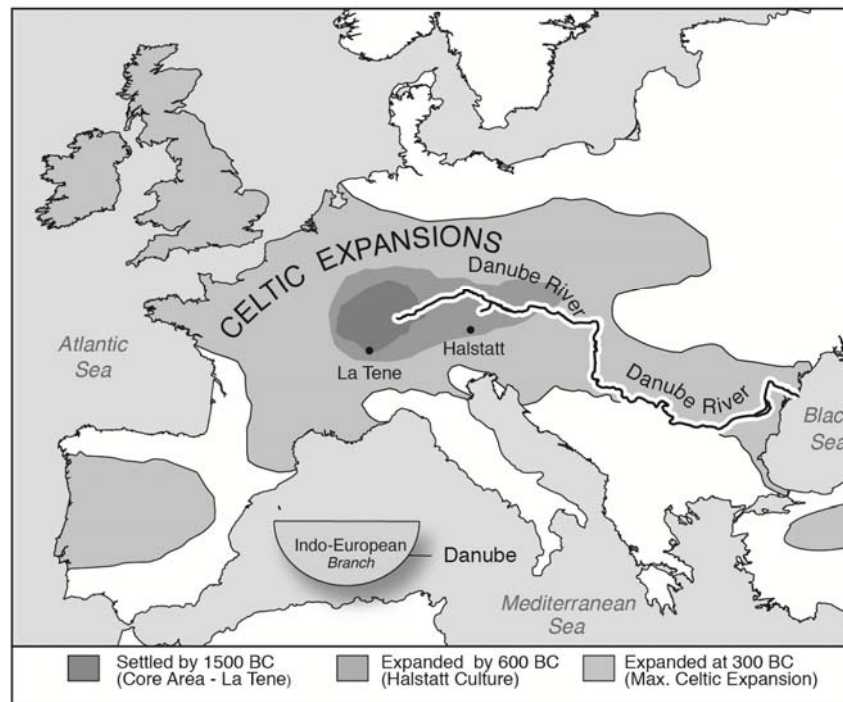 CELTIC EXPANSIONS
Danube River
Atlantic
Sea
La Tene
Halstatt
Danube River
Black
Sea
Indo-European
Branch
Danube
Mediterranean
Sea
Settled by 1500 BC
(Core Area - La Tene)
Expanded by 600 BC
(Halstatt Culture)
Expanded at 300 BC
(Max. Celtic Expansion)